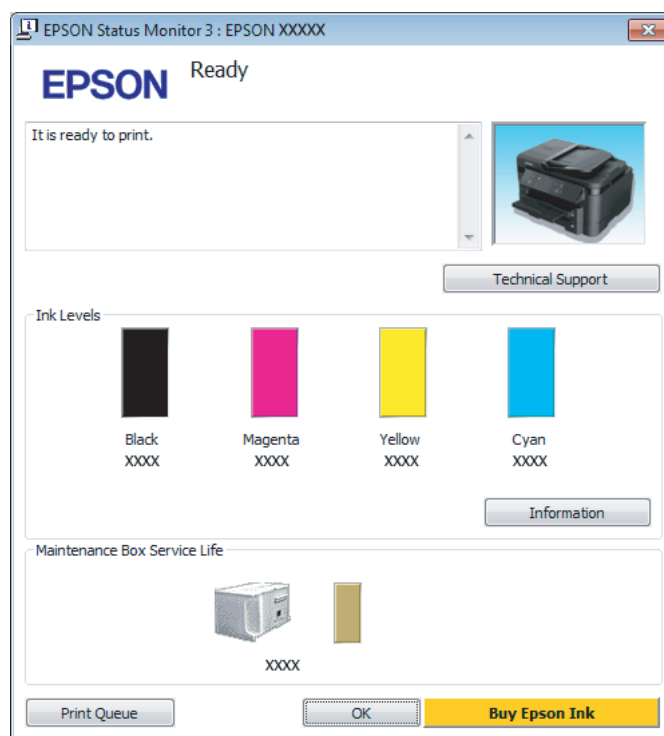 EPSON Status Monitor 3 : EPSON XXXXX
EPSON
Ready
It is ready to print.
Technical Support
Ink Levels
Black Magenta Yellow Cyan
XXXX XXXX XXXX XXXX
Information
Maintenance Box Service Life
XXXX
Print Queue OK Buy Epson Ink